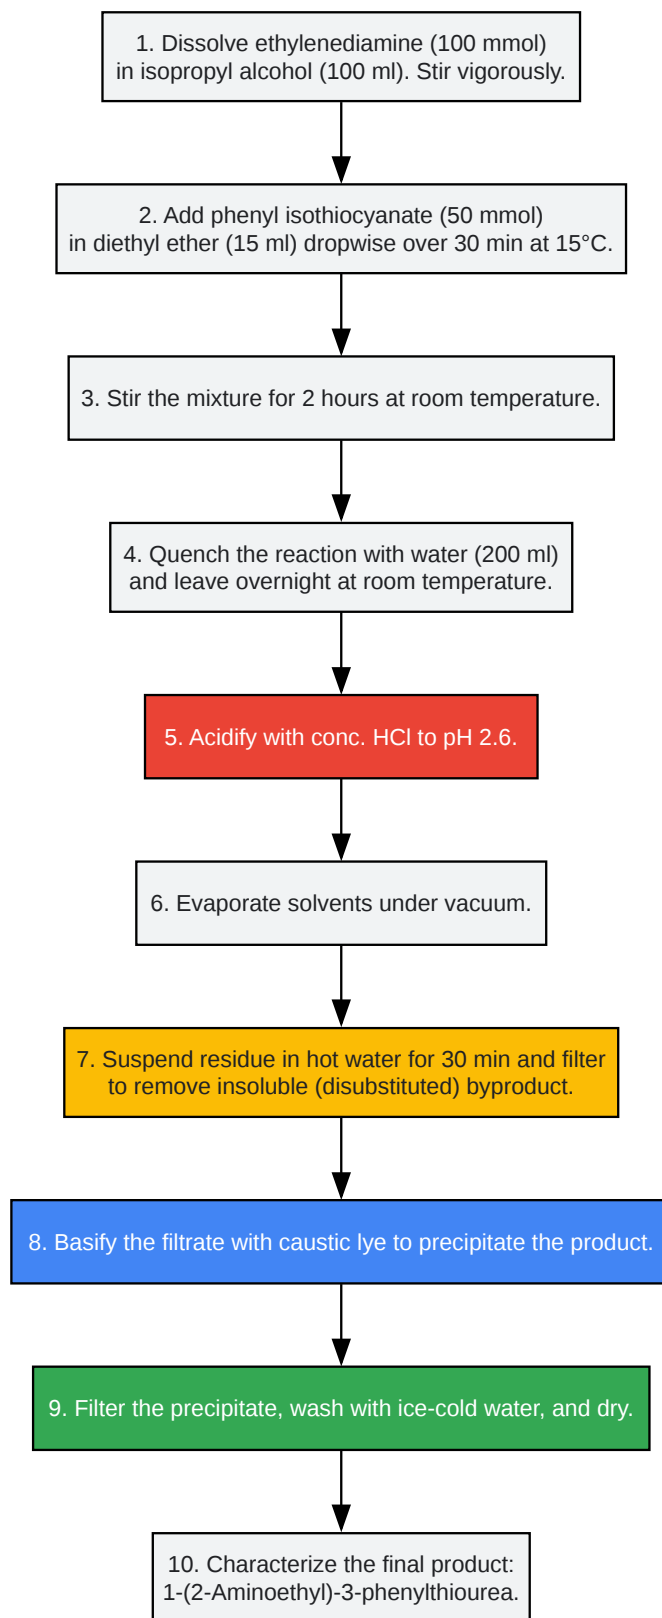 1. Dissolve ethylenediamine (100 mmol)
in isopropyl alcohol (100 ml). Stir vigorously.
2. Add phenyl isothiocyanate (50 mmol)
in diethyl ether (15 ml) dropwise over 30 min at 15°C.
3. Stir the mixture for 2 hours at room temperature.
4. Quench the reaction with water (200 ml)
and leave overnight at room temperature.
5. Acidify with conc. HCl to pH 2.6.
6. Evaporate solvents under vacuum.
7. Suspend residue in hot water for 30 min and filter
to remove insoluble (disubstituted) byproduct.
8. Basify the filtrate with caustic lye to precipitate the product.
9. Filter the precipitate, wash with ice-cold water, and dry.
10. Characterize the final product:
1-(2-Aminoethyl)-3-phenylthiourea.